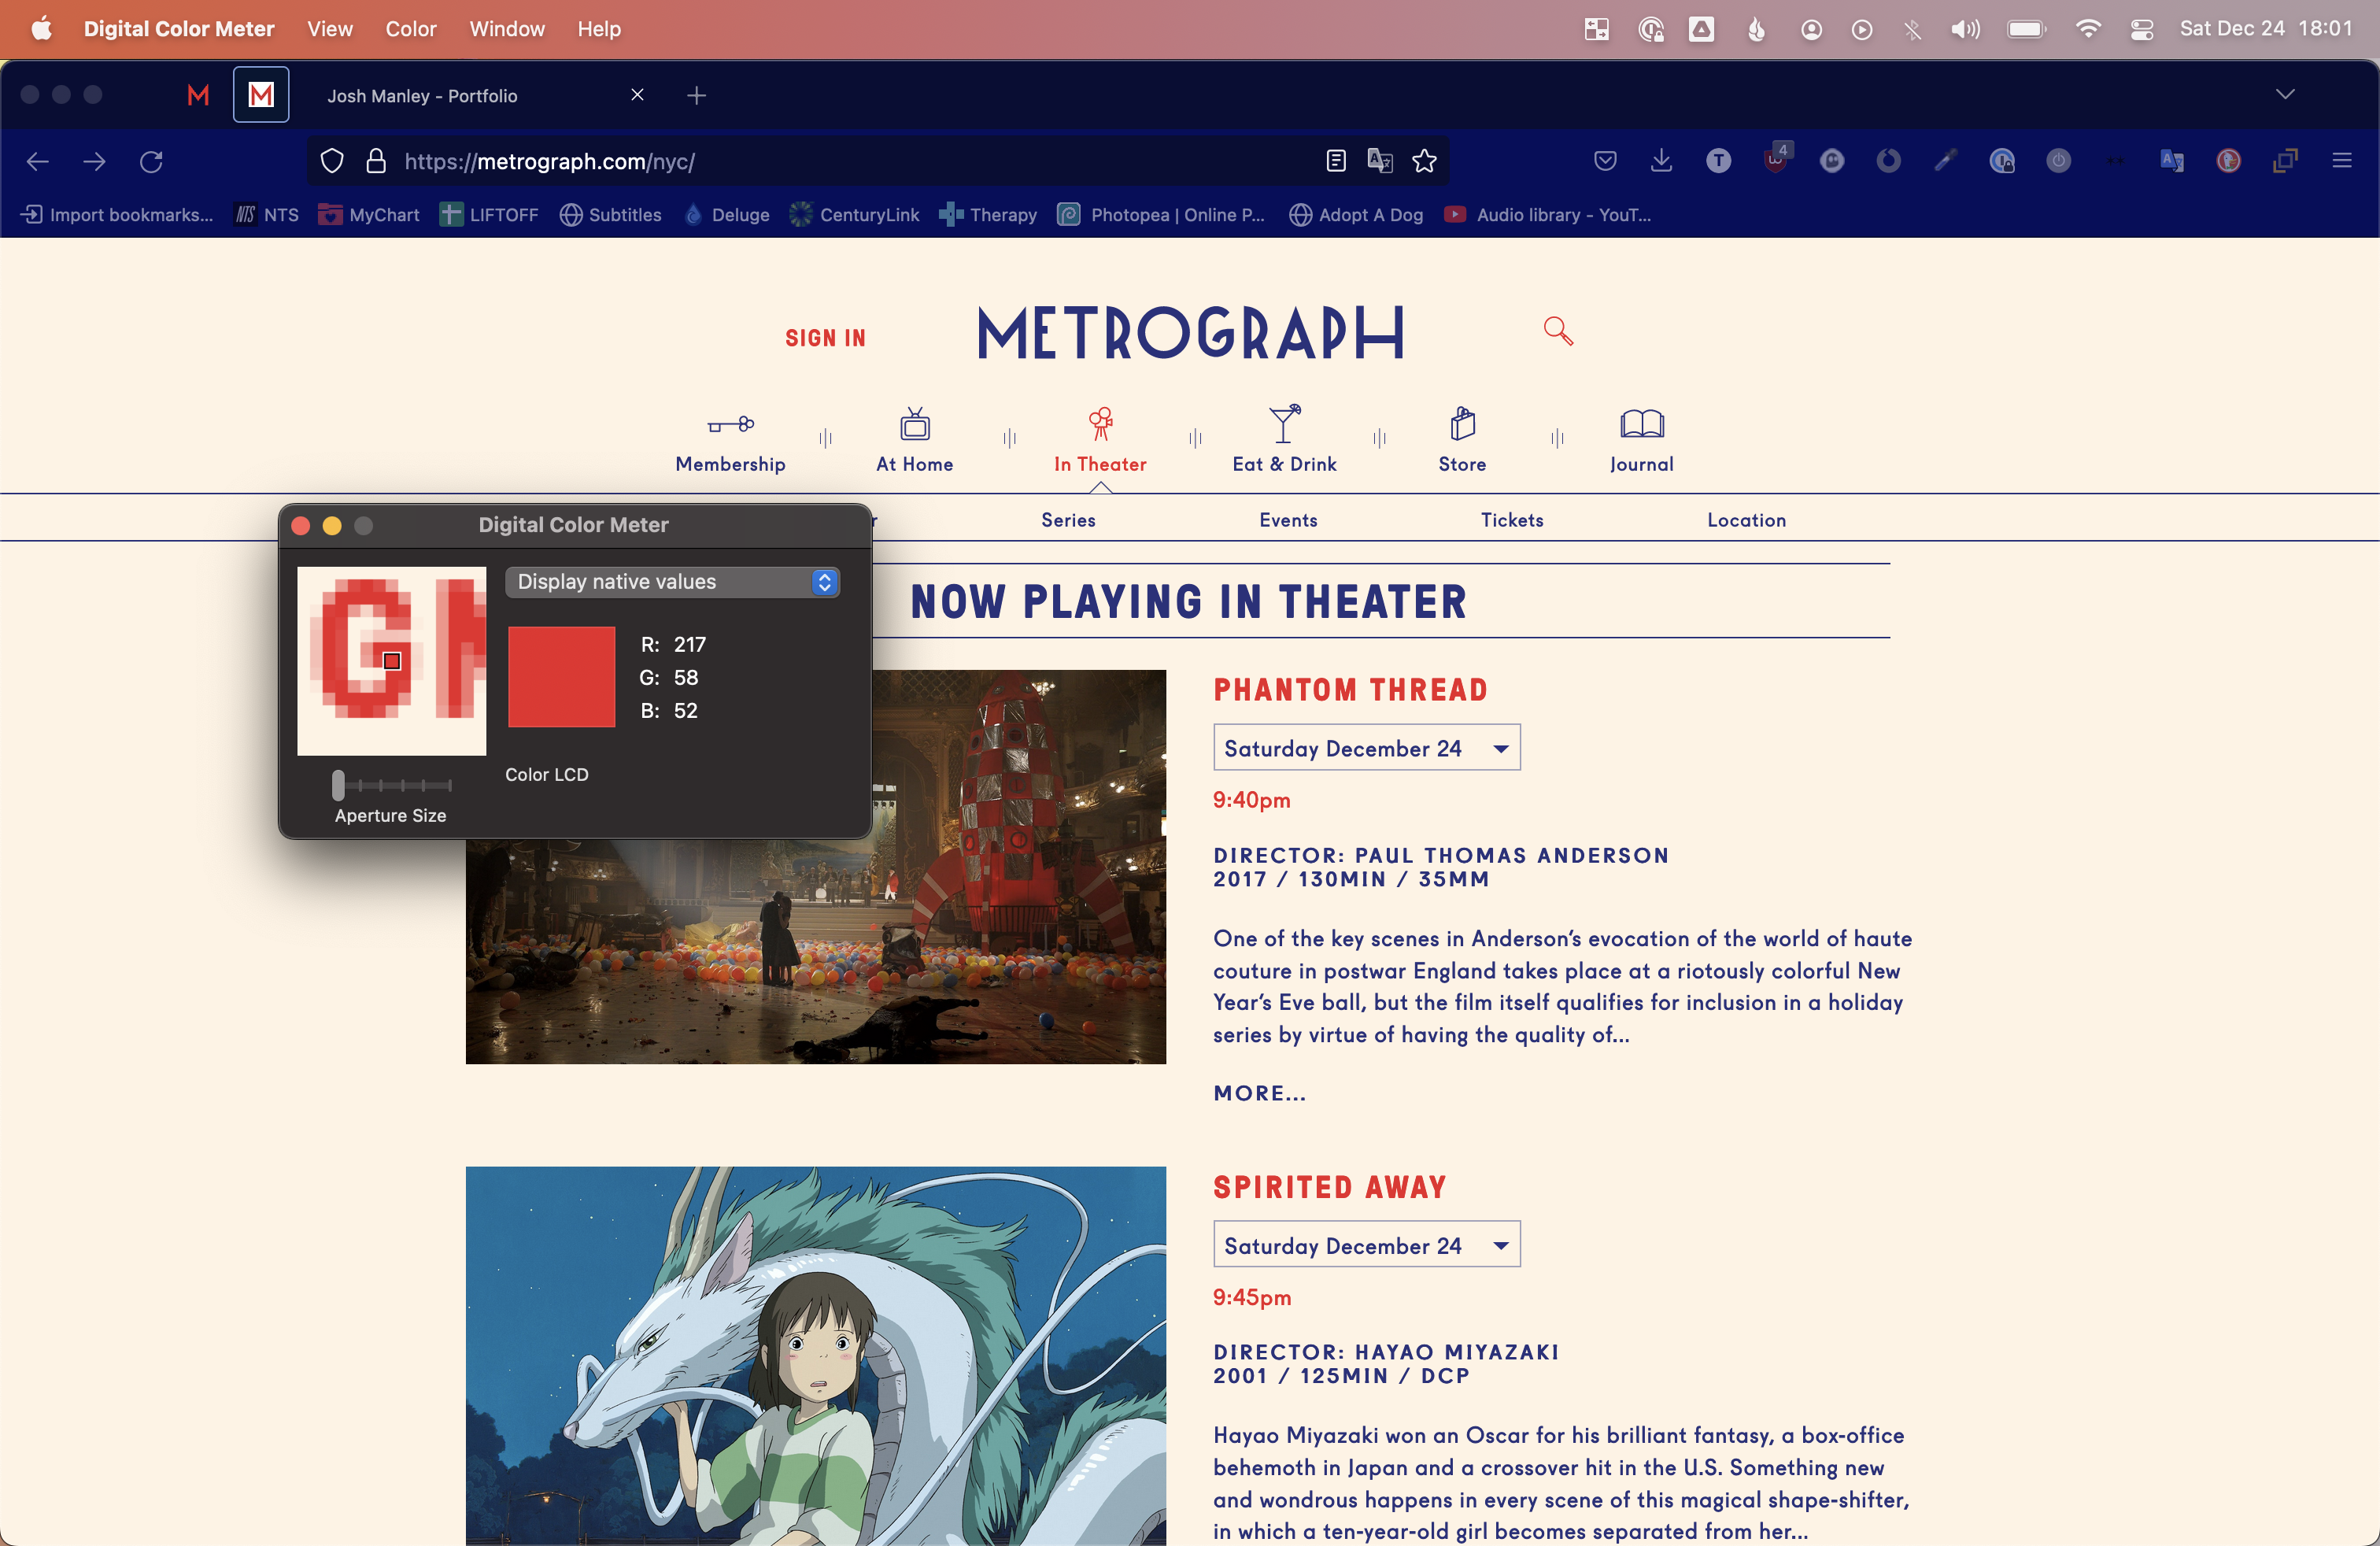 Digital Color Meter View Color Window Help Sat Dec 24 18:01
M M Josh Manley - Portfolio
https://metrograph.com/nyc/ T 4
Import bookmarks... NTS NTS MyChart LIFTOFF Subtitles Deluge CenturyLink Therapy Photopea | Online P... Adopt A Dog Audio library - YouT...
SIGN IN METROGRAPH
Membership At Home In Theater Eat & Drink Store Journal
r Series Events Tickets Location
Digital Color Meter
Display native values
R: 217
G: 58
B: 52
Color LCD
Aperture Size
NOW PLAYING IN THEATER
PHANTOM THREAD
Saturday December 24
9:40pm
DIRECTOR: PAUL THOMAS ANDERSON
2017 / 130MIN / 35MM
One of the key scenes in Anderson’s evocation of the world of haute
couture in postwar England takes place at a riotously colorful New
Year’s Eve ball, but the film itself qualifies for inclusion in a holiday
series by virtue of having the quality of...
MORE...
SPIRITED AWAY
Saturday December 24
9:45pm
DIRECTOR: HAYAO MIYAZAKI
2001 / 125MIN / DCP
Hayao Miyazaki won an Oscar for his brilliant fantasy, a box-office
behemoth in Japan and a crossover hit in the U.S. Something new
and wondrous happens in every scene of this magical shape-shifter,
in which a ten-year-old girl becomes separated from her...